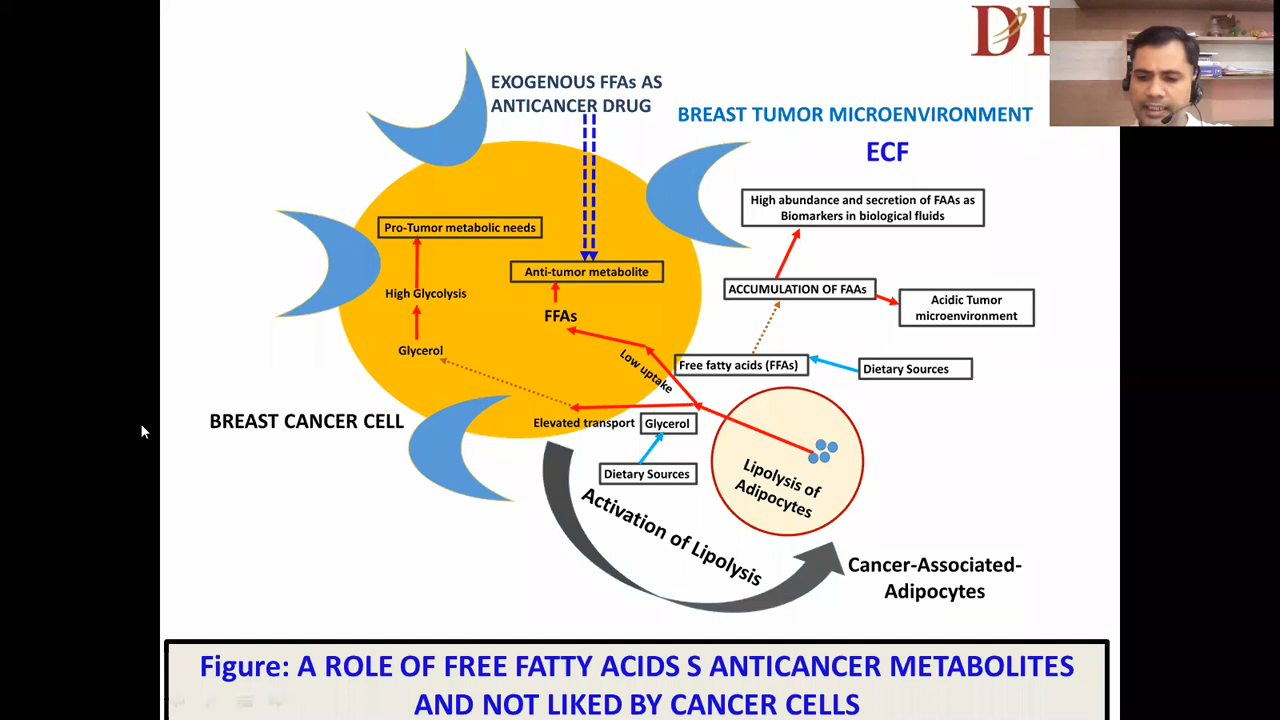 EXOGENOUS FFAs AS
ANTICANCER DRUG
BREAST TUMOR MICROENVIRONMENT
ECF
High abundance and secretion of FAAs as
Biomarkers in biological fluids
Pro-Tumor metabolic needs
Anti-tumor metabolite
High Glycolysis
ACCUMULATION OF FAAs
Acidic Tumor
microenvironment
FFAs
Glycerol
Low uptake
Free fatty acids (FFAs)
Dietary Sources
BREAST CANCER CELL
Elevated transport
Glycerol
Dietary Sources
Lipolysis of
Adipocytes
Activation of Lipolysis
Cancer-Associated-
Adipocytes
Figure: A ROLE OF FREE FATTY ACIDS S ANTICANCER METABOLITES
AND NOT LIKED BY CANCER CELLS